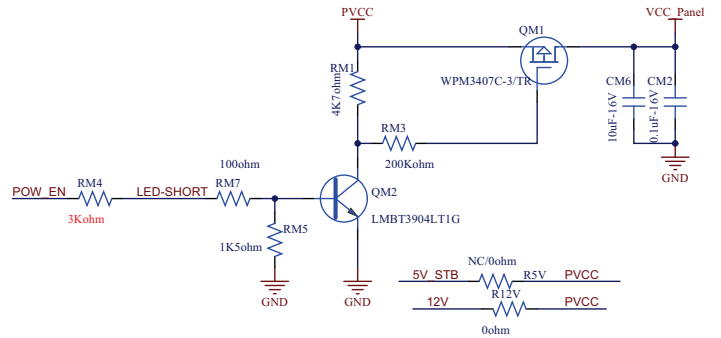 PVCC
QM1
VCC_Panel
RM1
4K7ohm
WPM3407C-3/TR
CM6
CM2
10uF-16V
0.1uF-16V
RM3
200Kohm
GND
100ohm
POW_EN
RM4
LED-SHORT
RM7
QM2
3Kohm
LMBT3904LT1G
RM5
1K5ohm
GND
GND
NC/0ohm
5V_STB
R5V
PVCC
R12V
12V
PVCC
0ohm